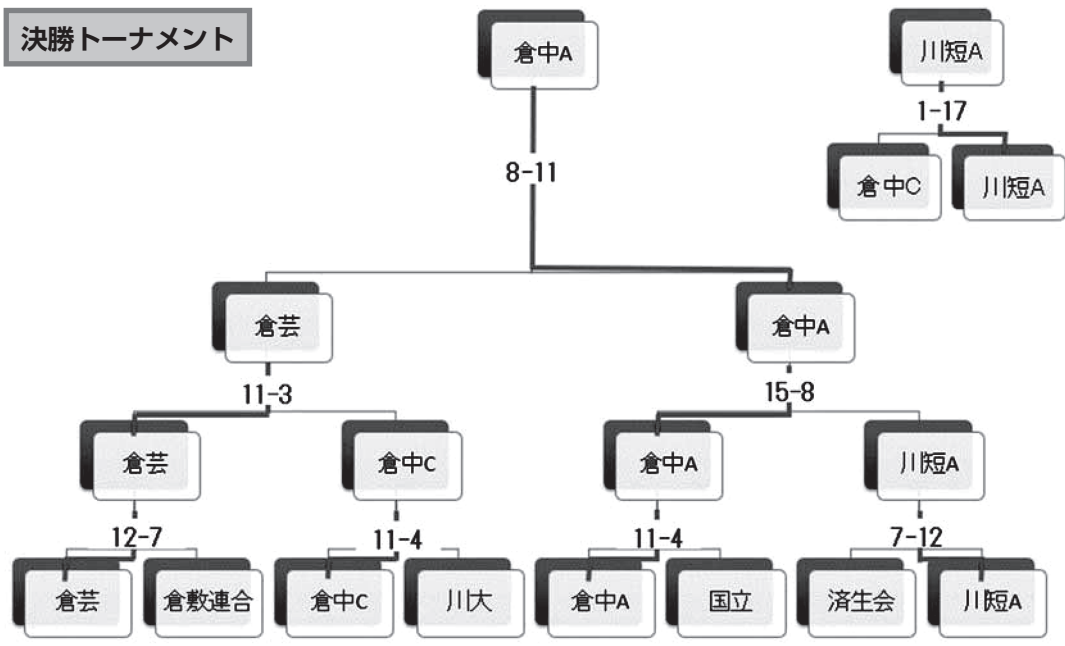 決勝トーナメント
倉中A
川短A
1-17
倉中C 川短A
8-11
倉芸 倉中A
11-3 15-8
倉芸 倉中C 倉中A 川短A
12-7 11-4 11-4 7-12
倉芸 倉敷連合 倉中C 川大 倉中A 国立 済生会 川短A